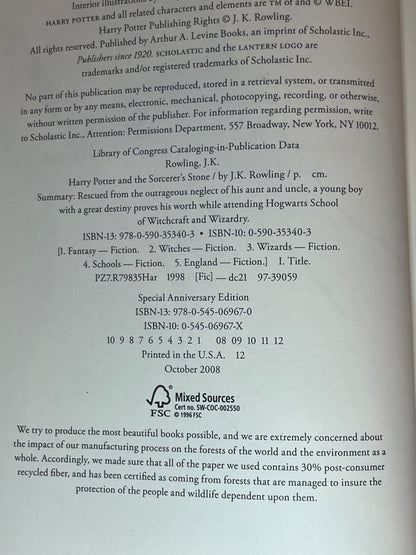 Interior illustrations by
HARRY POTTER and all related characters and elements are TM of and © WBEI.
Harry Potter Publishing Rights © J. K. Rowling.
All rights reserved. Published by Arthur A. Levine Books, an imprint of Scholastic Inc.,
Publishers since 1920. SCHOLASTIC and the LANTERN LOGO are
trademarks and/or registered trademarks of Scholastic Inc.
No part of this publication may be reproduced, stored in a retrieval system, or transmitted
in any form or by any means, electronic, mechanical, photocopying, recording, or otherwise,
without written permission of the publisher. For information regarding permission, write
to Scholastic Inc., Attention: Permissions Department, 557 Broadway, New York, NY 10012.
Library of Congress Cataloging-in-Publication Data
Rowling, J.K.
Harry Potter and the Sorcerer's Stone / by J.K. Rowling / p. cm.
Summary: Rescued from the outrageous neglect of his aunt and uncle, a young boy
with a great destiny proves his worth while attending Hogwarts School
of Witchcraft and Wizardry.
ISBN-13: 978-0-590-35340-3 • ISBN-10: 0-590-35340-3
[1. Fantasy — Fiction. 2. Witches — Fiction. 3. Wizards — Fiction.
4. Schools — Fiction. 5. England — Fiction.] I. Title.
PZ7.R79835Har 1998 [Fic] — dc21 97-39059
Special Anniversary Edition
ISBN-13: 978-0-545-06967-0
ISBN-10: 0-545-06967-X
10 9 8 7 6 5 4 3 2 1 08 09 10 11 12
Printed in the U.S.A. 12
October 2008
Mixed Sources
Cert no. SW-COC-002550
FSC © 1996 FSC
We try to produce the most beautiful books possible, and we are extremely concerned about
the impact of our manufacturing process on the forests of the world and the environment as a
whole. Accordingly, we made sure that all of the paper we used contains 30% post-consumer
recycled fiber, and has been certified as coming from forests that are managed to insure the
protection of the people and wildlife dependent upon them.